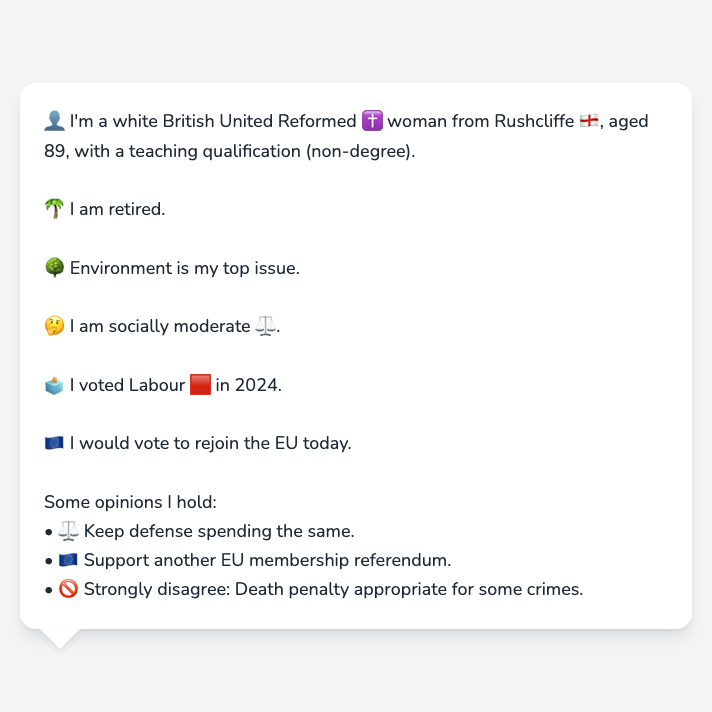 👤 I'm a white British United Reformed ✝️ woman from Rushcliffe 🏴󠁧󠁢󠁥󠁮󠁧󠁿, aged
89, with a teaching qualification (non-degree).
🌴 I am retired.
🌳 Environment is my top issue.
🤔 I am socially moderate ⚖️.
🗳️ I voted Labour 🟥 in 2024.
🇪🇺 I would vote to rejoin the EU today.
Some opinions I hold:
• ⚖️ Keep defense spending the same.
• 🇪🇺 Support another EU membership referendum.
• 🚫 Strongly disagree: Death penalty appropriate for some crimes.